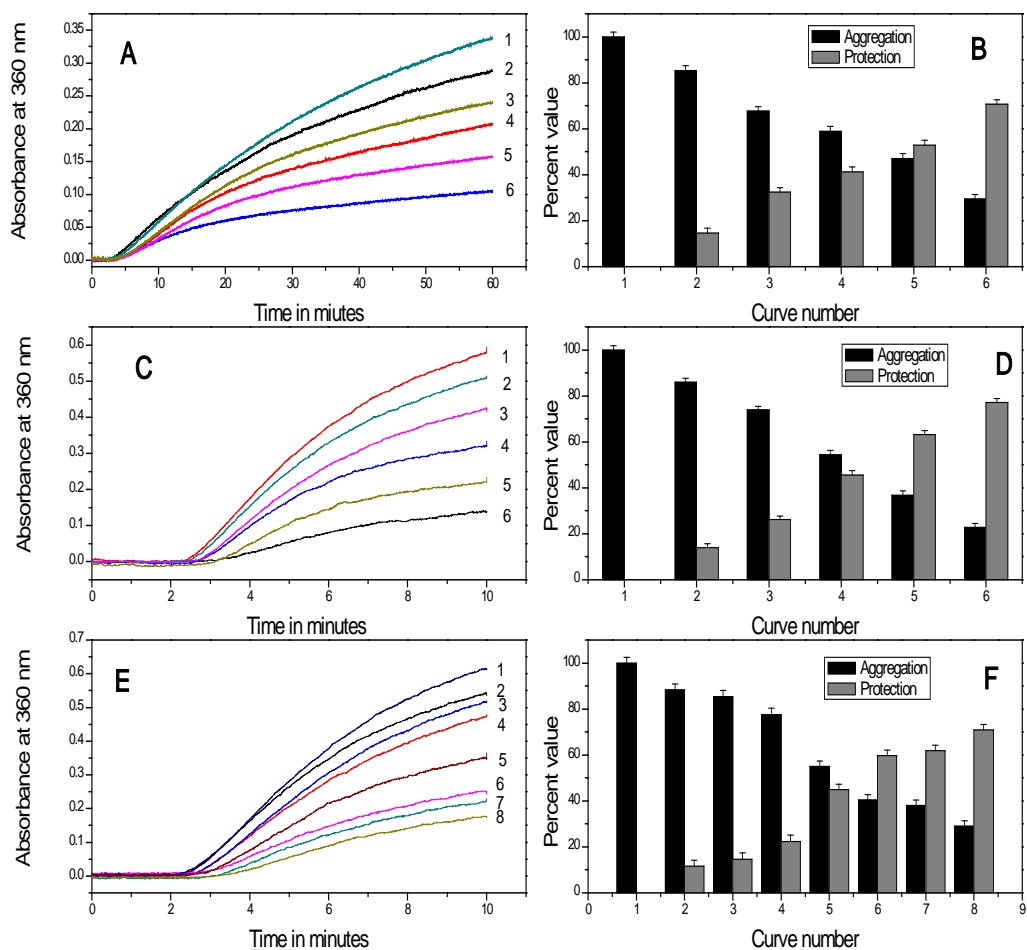 A
Absorbance at 360 nm
0.35
0.30
0.25
0.20
0.15
0.10
0.05
0.00
1
2
3
4
5
6
0 10 20 30 40 50 60
Time in miutes
B
Aggregation
Protection
Percent value
100
80
60
40
20
0
1 2 3 4 5 6
Curve number
C
Absorbance at 360 nm
0.6
0.5
0.4
0.3
0.2
0.1
0.0
1
2
3
4
5
6
0 2 4 6 8 10
Time in minutes
D
Aggregation
Protection
Percent value
100
80
60
40
20
0
1 2 3 4 5 6
Curve number
E
Absorbance at 360 nm
0.7
0.6
0.5
0.4
0.3
0.2
0.1
0.0
1
2
3
4
5
6
7
8
0 2 4 6 8 10
Time in minutes
F
Aggregation
Protection
Percent value
100
80
60
40
20
0
0 1 2 3 4 5 6 7 8 9
Curve number